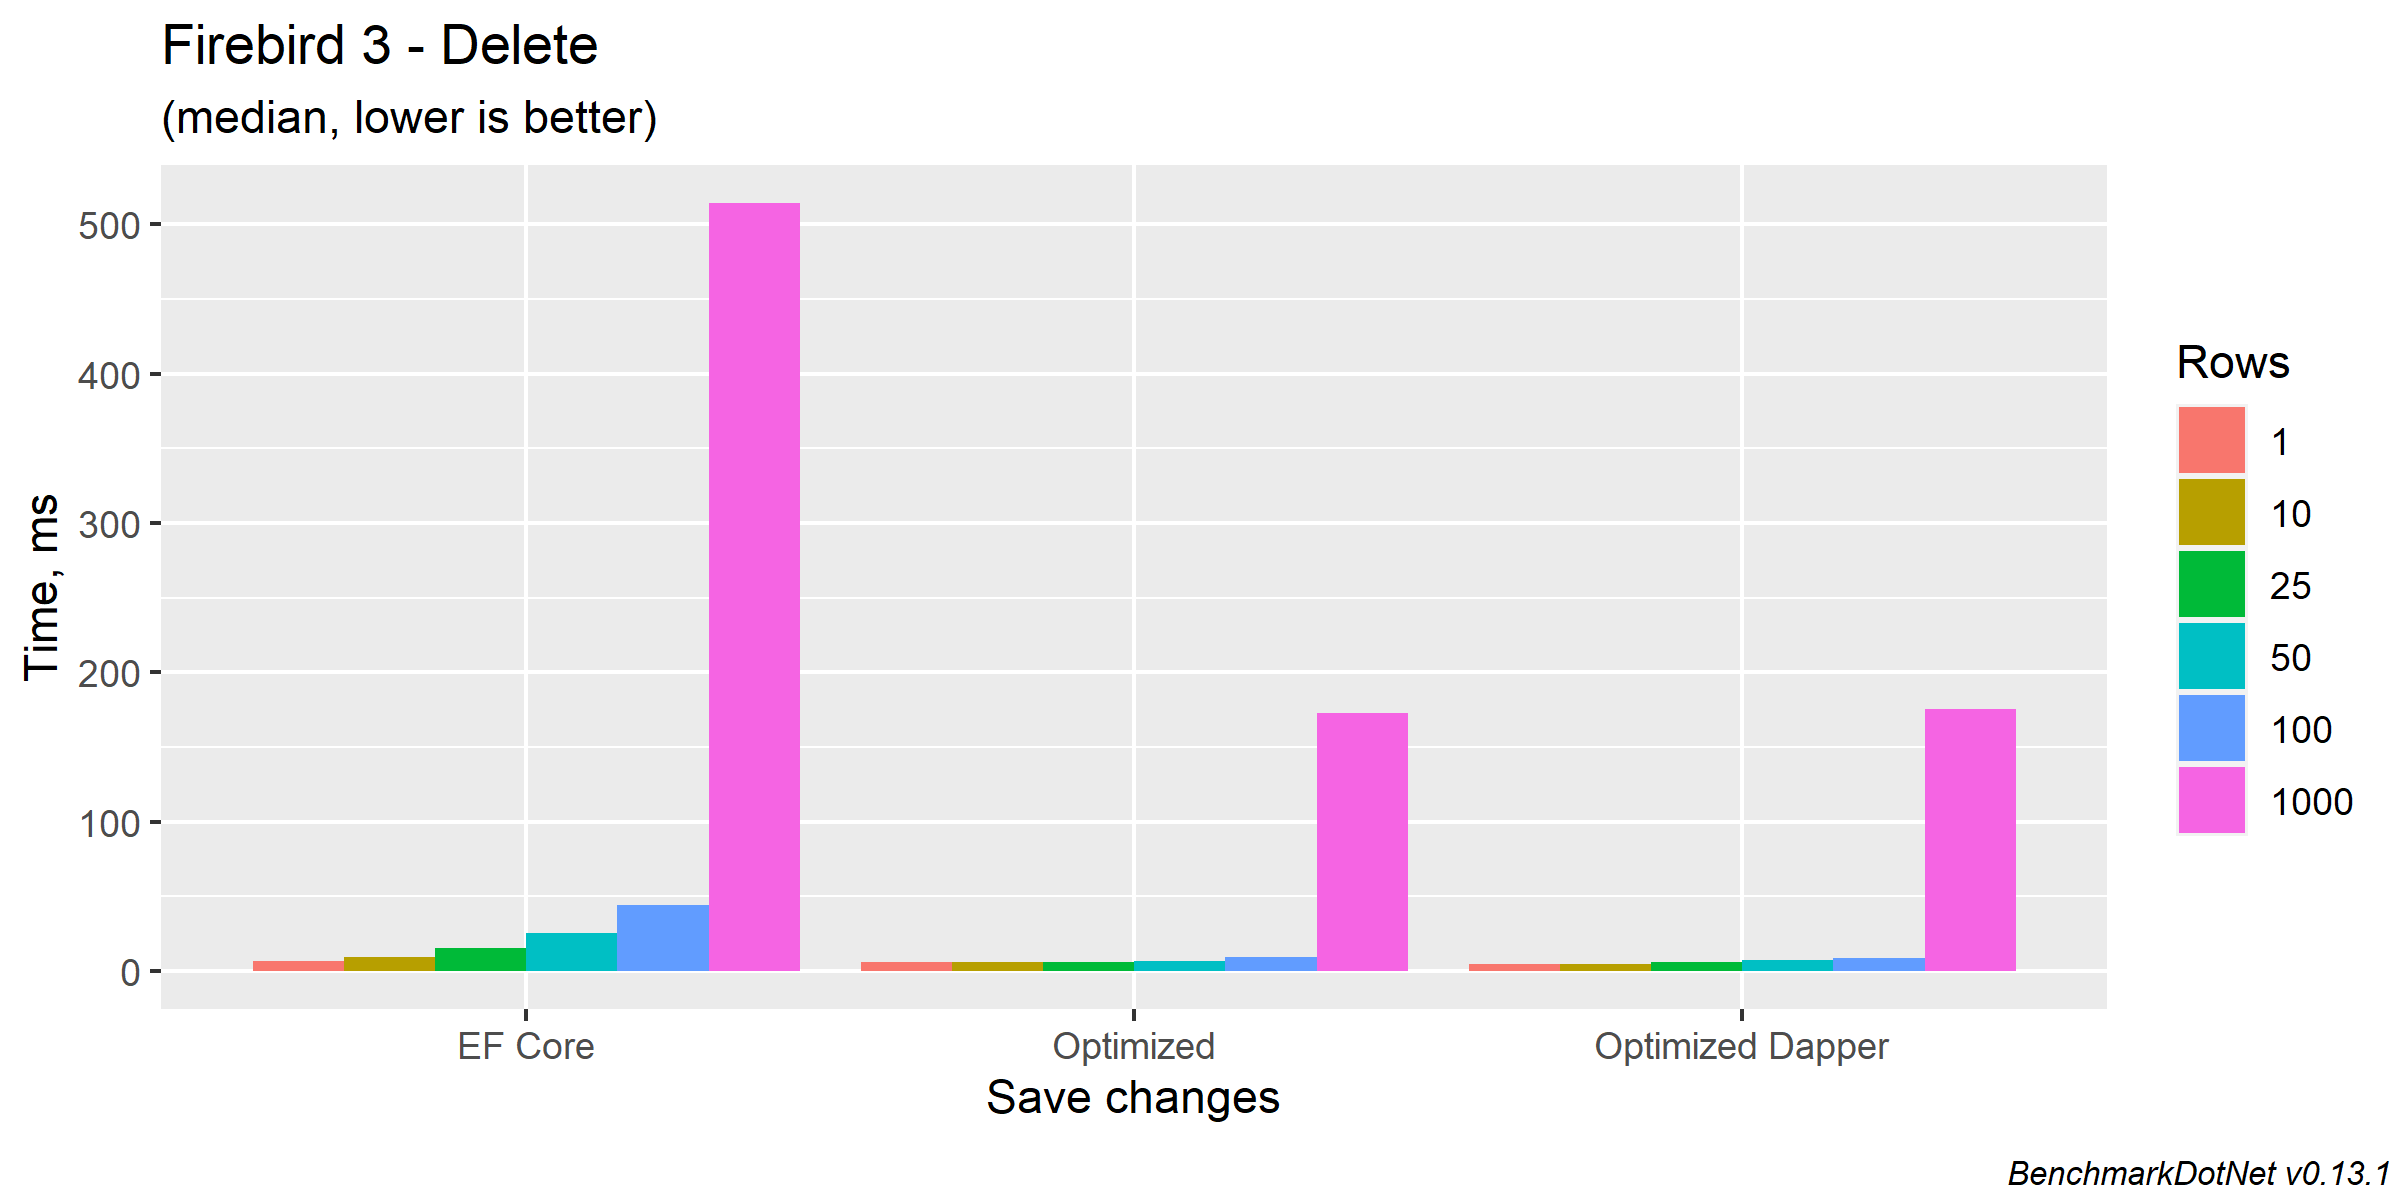 Firebird 3 - Delete
(median, lower is better)
500
400
300
200
100
0
Time, ms
EF Core
Optimized
Optimized Dapper
Save changes
Rows
1
10
25
50
100
1000
BenchmarkDotNet v0.13.1